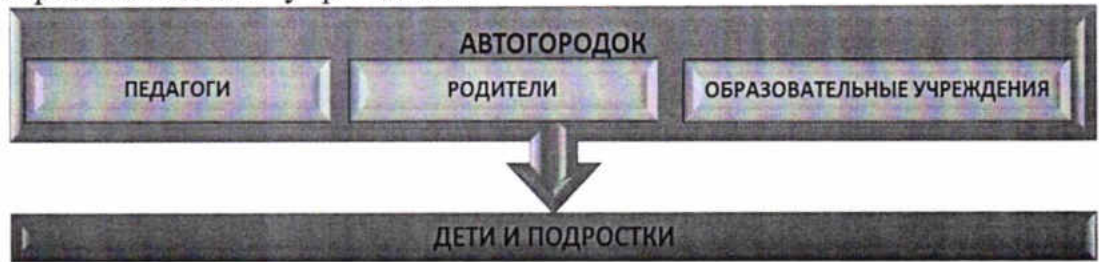 АВТОГОРОДОК
ПЕДАГОГИ РОДИТЕЛИ ОБРАЗОВАТЕЛЬНЫЕ УЧРЕЖДЕНИЯ
ДЕТИ И ПОДРОСТКИ